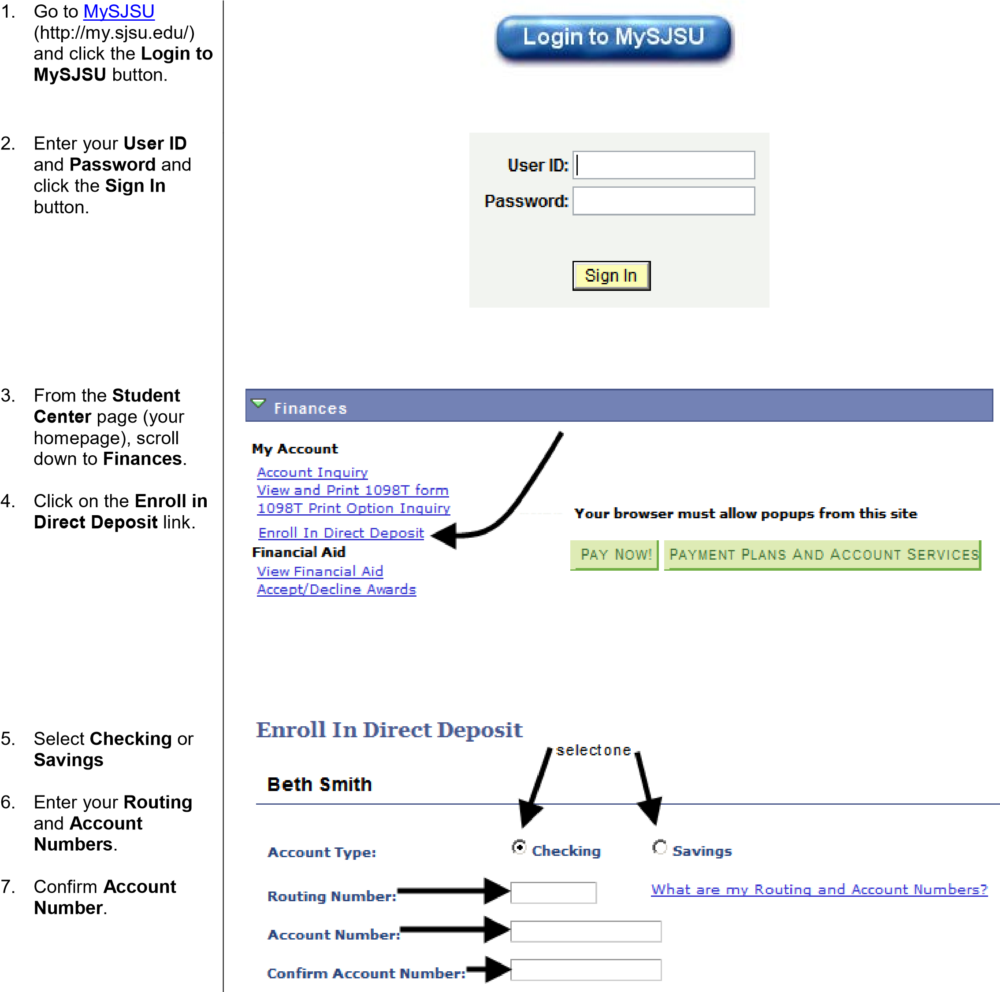 1. Go to MySJSU
(http://my.sjsu.edu/)
and click the Login to
MySJSU button.
Login to MySJSU
2. Enter your User ID
and Password and
click the Sign In
button.
User ID:
Password:
Sign In
3. From the Student
Center page (your
homepage), scroll
down to Finances.
4. Click on the Enroll in
Direct Deposit link.
Finances
My Account
Account Inquiry
View and Print 1098T form
1098T Print Option Inquiry
Enroll In Direct Deposit
Financial Aid
View Financial Aid
Accept/Decline Awards
Your browser must allow popups from this site
PAY NOW! PAYMENT PLANS AND ACCOUNT SERVICES
5. Select Checking or
Savings
6. Enter your Routing
and Account
Numbers.
7. Confirm Account
Number.
Enroll In Direct Deposit
select one
Beth Smith
Account Type: Checking Savings
Routing Number: What are my Routing and Account Numbers?
Account Number:
Confirm Account Number: